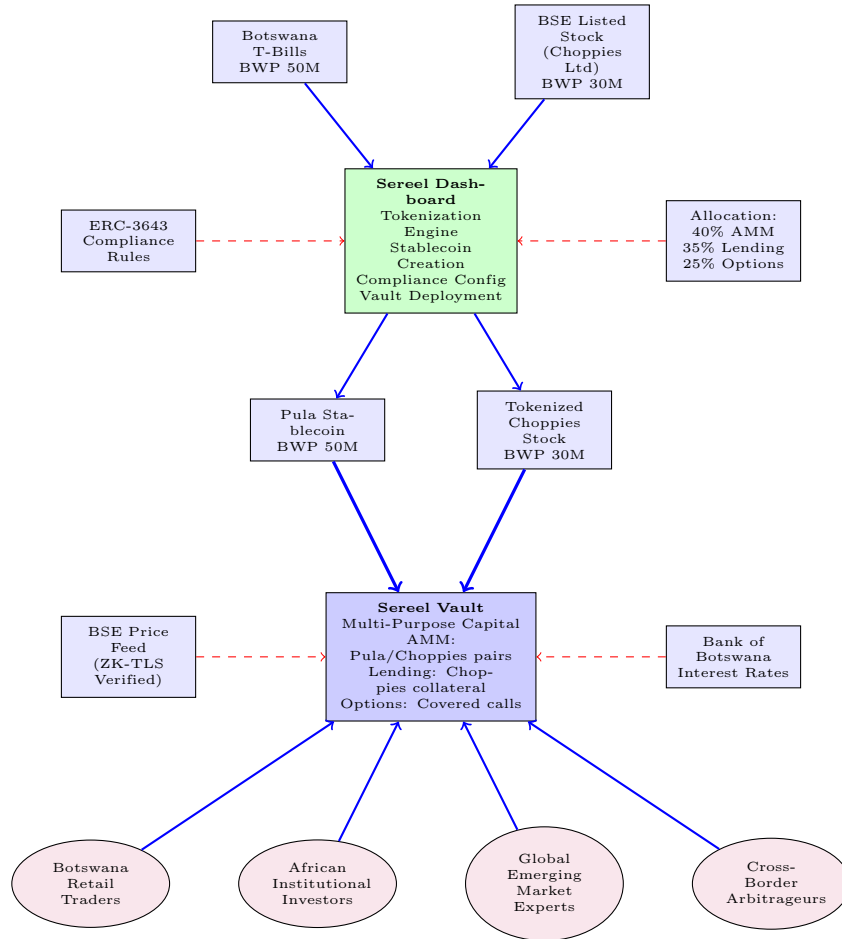 Botswana
T-Bills
BWP 50M
BSE Listed
Stock
(Choppies
Ltd)
BWP 30M
Sereel Dash-
board
Tokenization
Engine
Stablecoin
Creation
Compliance Config
Vault Deployment
ERC-3643
Compliance
Rules
Allocation:
40% AMM
35% Lending
25% Options
Pula Sta-
blecoin
BWP 50M
Tokenized
Choppies
Stock
BWP 30M
Sereel Vault
Multi-Purpose Capital
AMM:
Pula/Choppies pairs
Lending: Chop-
pies collateral
Options: Covered calls
BSE Price
Feed
(ZK-TLS
Verified)
Bank of
Botswana
Interest Rates
Botswana
Retail
Traders
African
Institutional
Investors
Global
Emerging
Market
Experts
Cross-
Border
Arbitrageurs